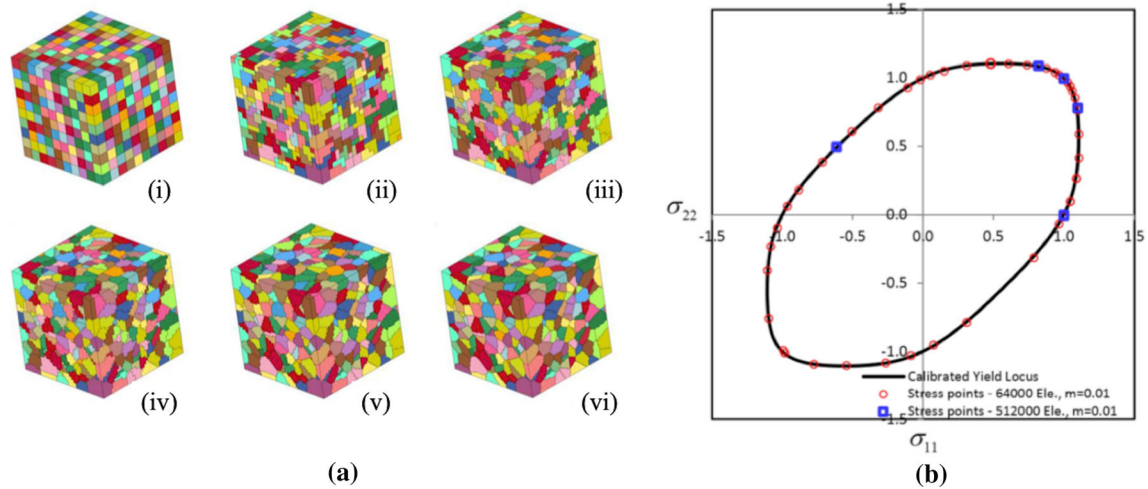 (i)
(ii)
(iii)
(iv)
(v)
(vi)
(a)
1.5
1.0
0.5
0.0
-1.5
-1.0
-0.5
0.0
0.5
1.0
1.5
-0.5
-1.0
-1.5
σ22
σ11
Calibrated Yield Locus
Stress points - 64000 Ele., m=0.01
Stress points - 512000 Ele., m=0.01
(b)